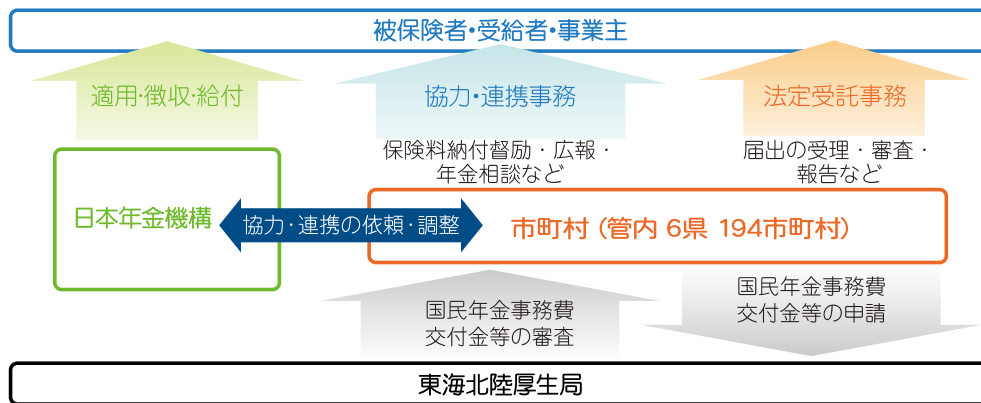 被保険者・受給者・事業主
適用・徴収・給付
協力・連携事務
法定受託事務
保険料納付督励・広報・
年金相談など
届出の受理・審査・
報告など
日本年金機構
協力・連携の依頼・調整
市町村（管内 6県 194市町村）
国民年金事務費
交付金等の審査
国民年金事務費
交付金等の申請
東海北陸厚生局